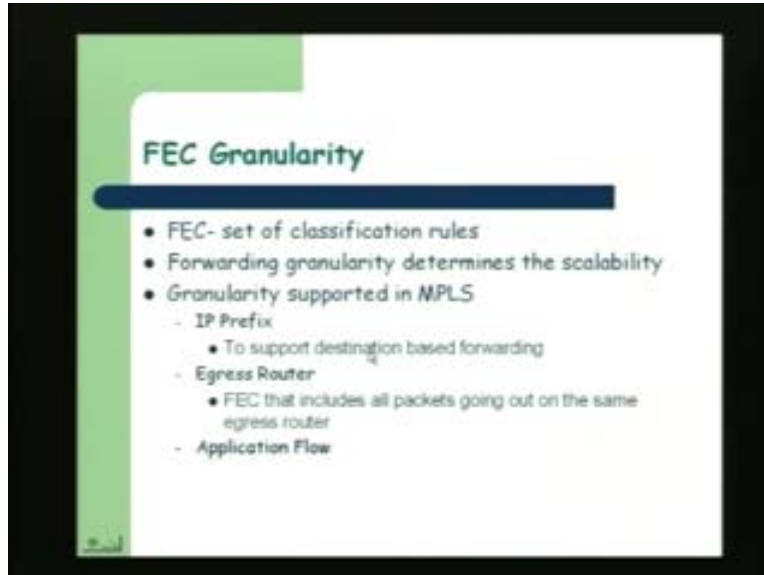 FEC Granularity
• FEC- set of classification rules
• Forwarding granularity determines the scalability
• Granularity supported in MPLS
- IP Prefix
• To support destination based forwarding
- Egress Router
• FEC that includes all packets going out on the same
egress router
- Application Flow